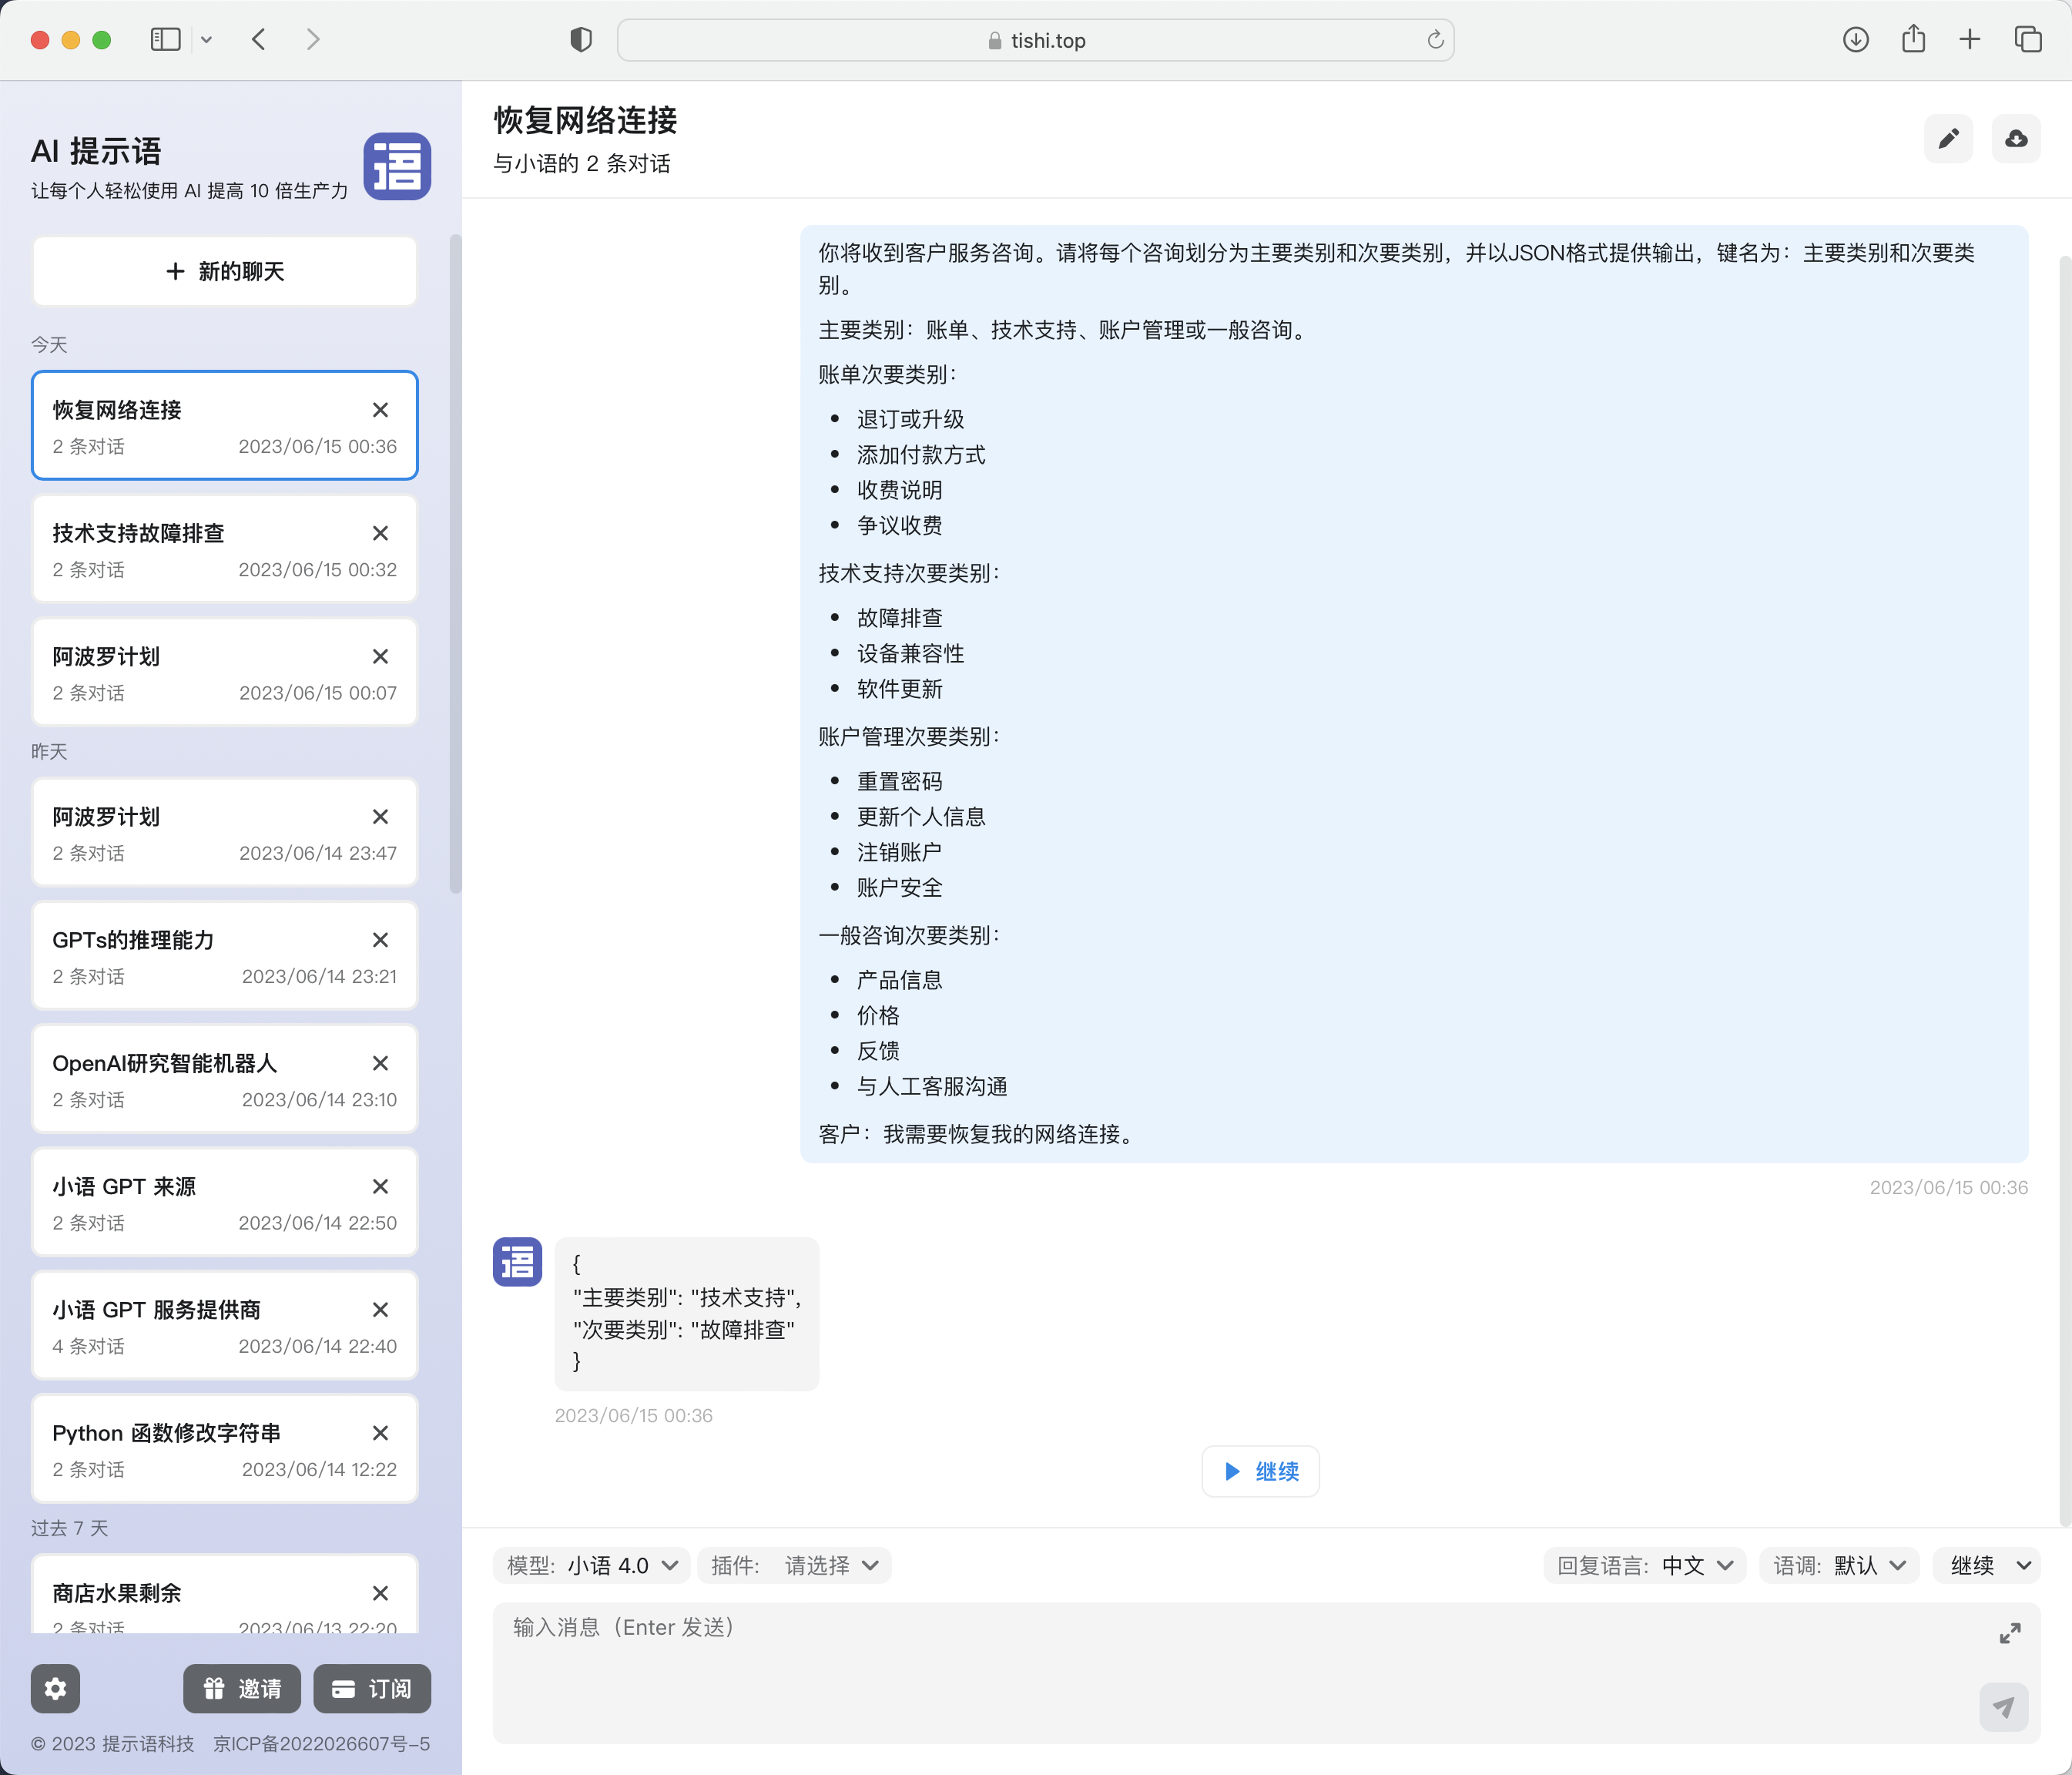 tishi.top
AI 提示语
让每个人轻松使用 AI 提高 10 倍生产力
语
+ 新的聊天
今天
恢复网络连接
2 条对话 2023/06/15 00:36
技术支持故障排查
2 条对话 2023/06/15 00:32
阿波罗计划
2 条对话 2023/06/15 00:07
昨天
阿波罗计划
2 条对话 2023/06/14 23:47
GPTs的推理能力
2 条对话 2023/06/14 23:21
OpenAI研究智能机器人
2 条对话 2023/06/14 23:10
小语 GPT 来源
2 条对话 2023/06/14 22:50
小语 GPT 服务提供商
4 条对话 2023/06/14 22:40
Python 函数修改字符串
2 条对话 2023/06/14 12:22
过去 7 天
商店水果剩余
2 条对话 2023/06/13 22:20
邀请
订阅
© 2023 提示语科技 京ICP备2022026607号-5
恢复网络连接
与小语的 2 条对话
你将收到客户服务咨询。请将每个咨询划分为主要类别和次要类别，并以JSON格式提供输出，键名为：主要类别和次要类
别。
主要类别：账单、技术支持、账户管理或一般咨询。
账单次要类别：
• 退订或升级
• 添加付款方式
• 收费说明
• 争议收费
技术支持次要类别：
• 故障排查
• 设备兼容性
• 软件更新
账户管理次要类别：
• 重置密码
• 更新个人信息
• 注销账户
• 账户安全
一般咨询次要类别：
• 产品信息
• 价格
• 反馈
• 与人工客服沟通
客户：我需要恢复我的网络连接。
2023/06/15 00:36
语
{
"主要类别": "技术支持",
"次要类别": "故障排查"
}
2023/06/15 00:36
继续
模型: 小语 4.0 插件: 请选择 回复语言: 中文 语调: 默认 继续
输入消息（Enter 发送）